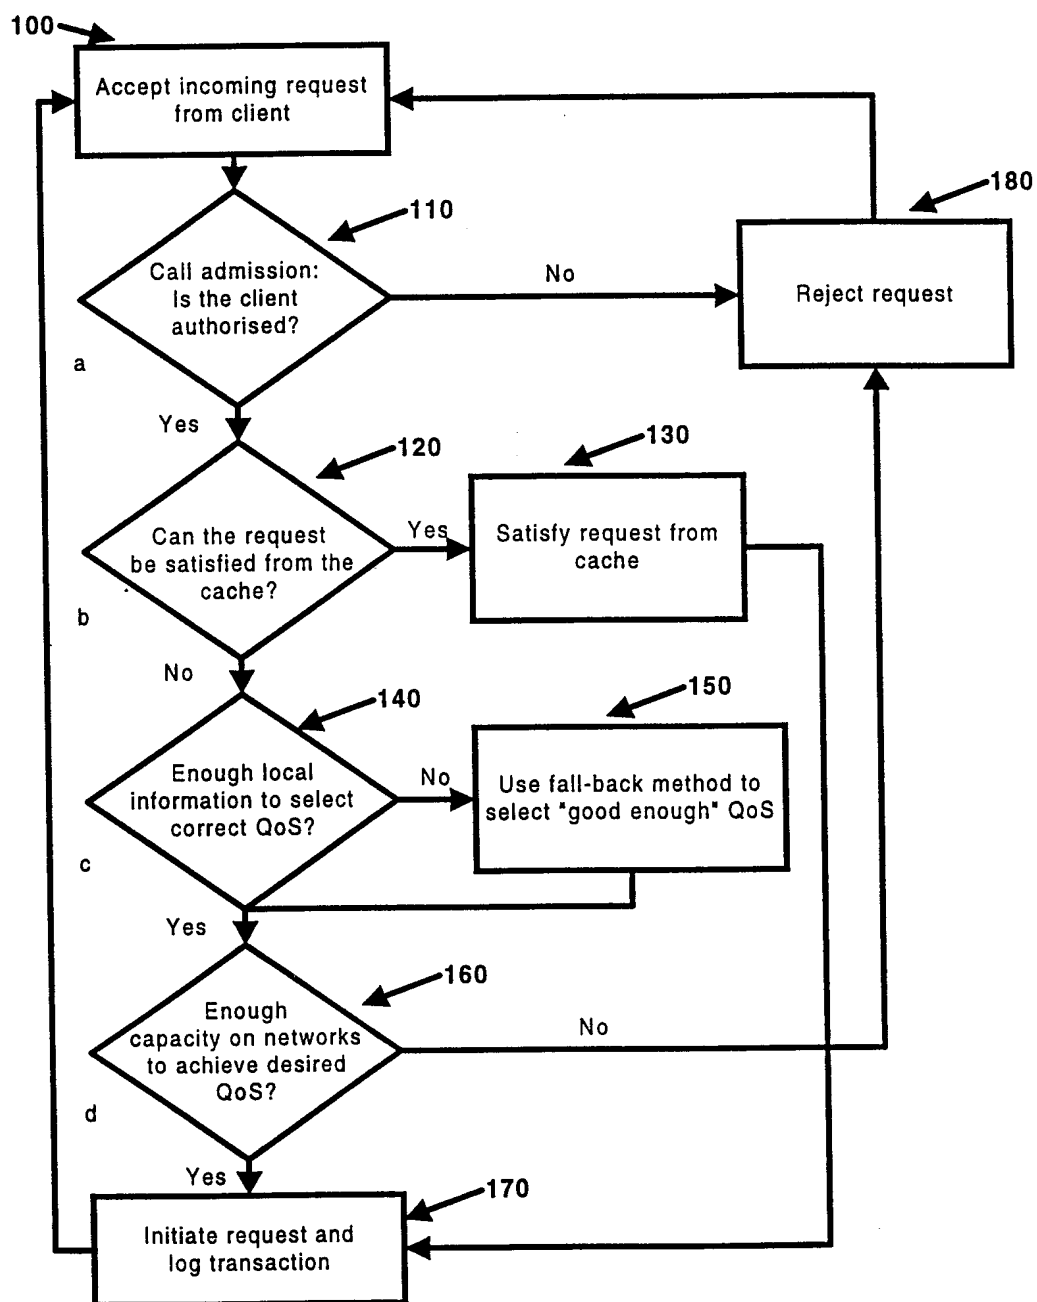 100
Accept incoming request
from client
110
180
Call admission:
Is the client
authorised?
No
Reject request
a
Yes
120
130
Can the request
be satisfied from the
cache?
Yes
Satisfy request from
cache
b
No
140
150
Enough local
information to select
correct QoS?
No
Use fall-back method to
select "good enough" QoS
c
Yes
160
Enough
capacity on networks
to achieve desired
QoS?
No
d
Yes
170
Initiate request and
log transaction